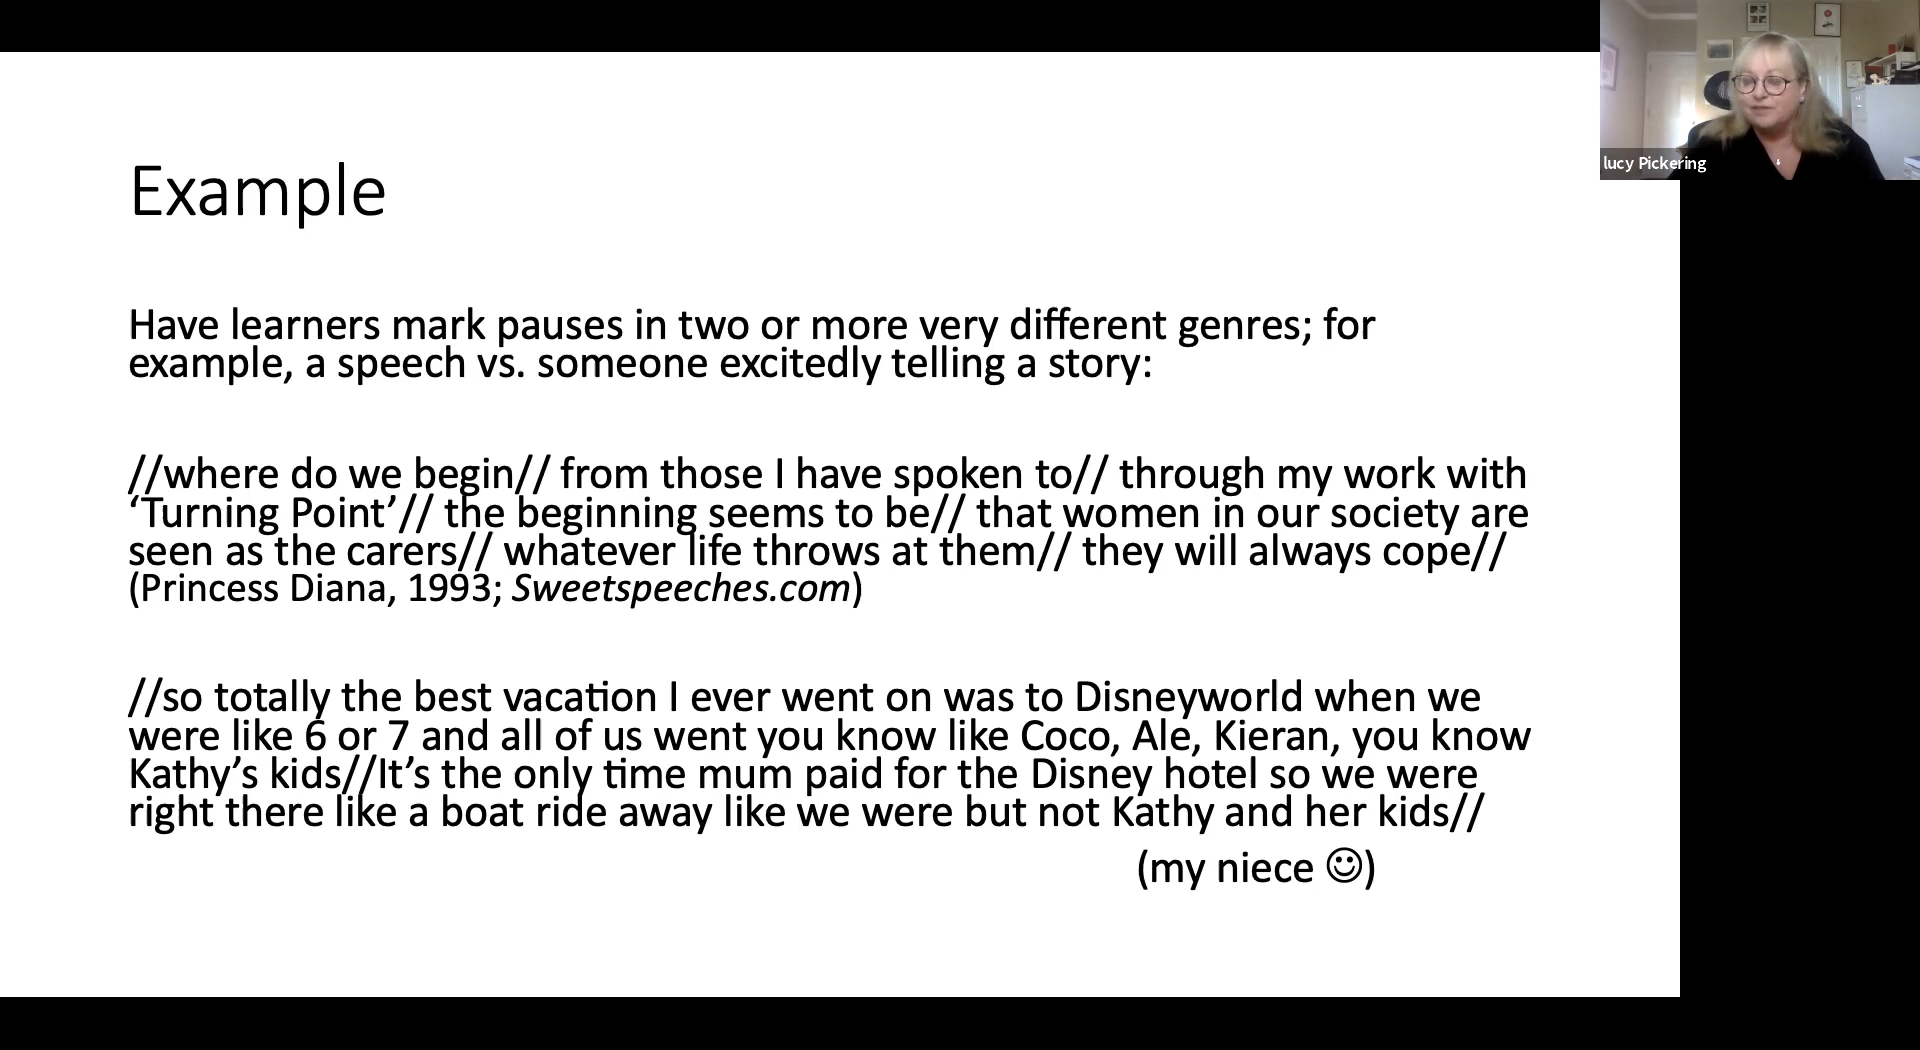 lucy Pickering
Example
Have learners mark pauses in two or more very different genres; for
example, a speech vs. someone excitedly telling a story:
//where do we begin// from those I have spoken to// through my work with
‘Turning Point’// the beginning seems to be// that women in our society are
seen as the carers// whatever life throws at them// they will always cope//
(Princess Diana, 1993; Sweetspeeches.com)
//so totally the best vacation I ever went on was to Disneyworld when we
were like 6 or 7 and all of us went you know like Coco, Ale, Kieran, you know
Kathy’s kids//It’s the only time mum paid for the Disney hotel so we were
right there like a boat ride away like we were but not Kathy and her kids//
(my niece ☺)